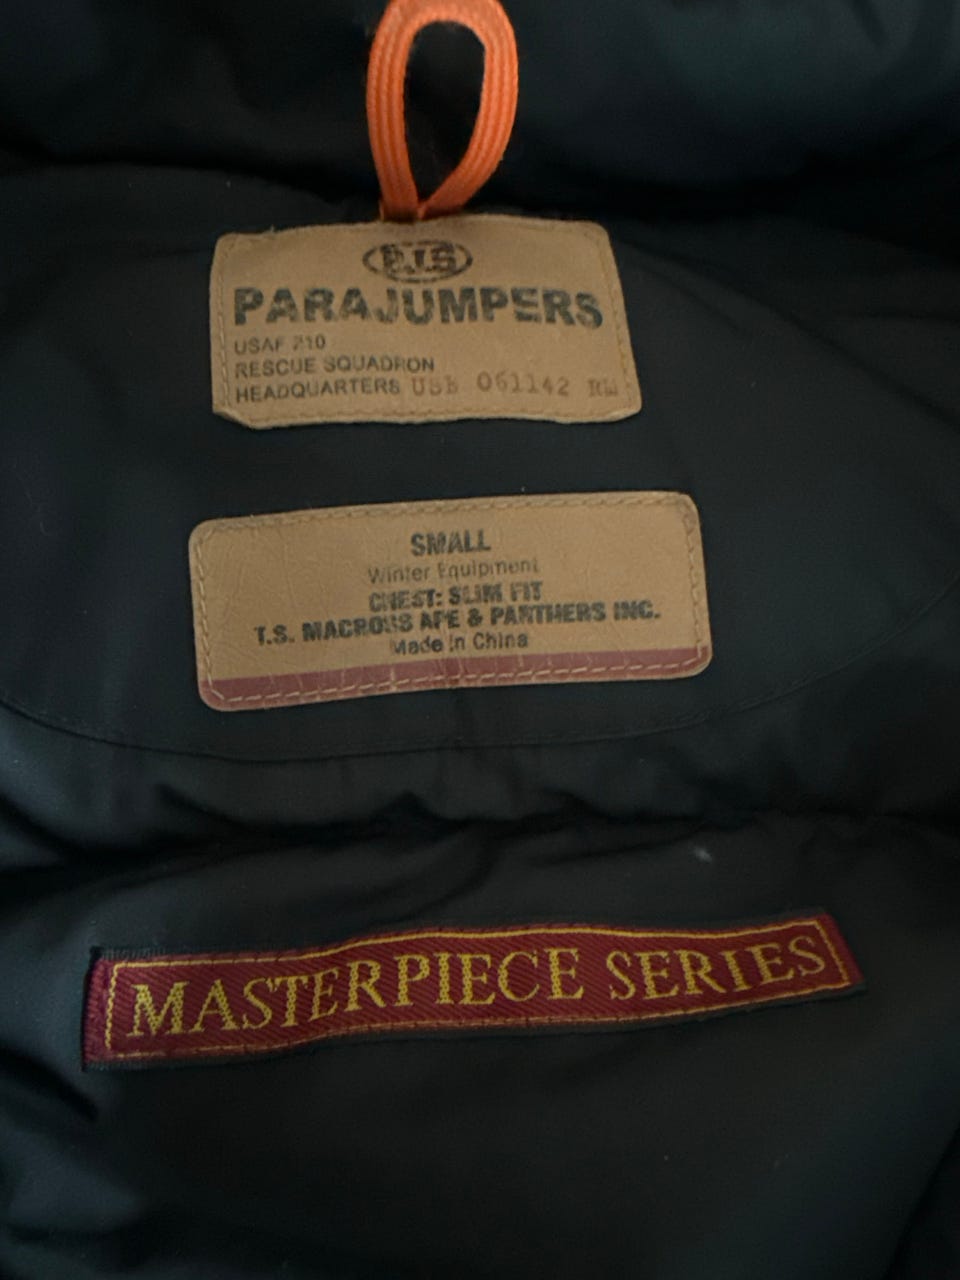 P.J.S
PARAJUMPERS
USAF 210
RESCUE SQUADRON
HEADQUARTERS USB 061142 RW
SMALL
Winter Equipment
CHEST: SLIM FIT
T.S. MACROSS APE & PARTHERS INC.
Made in China
MASTERPIECE SERIES